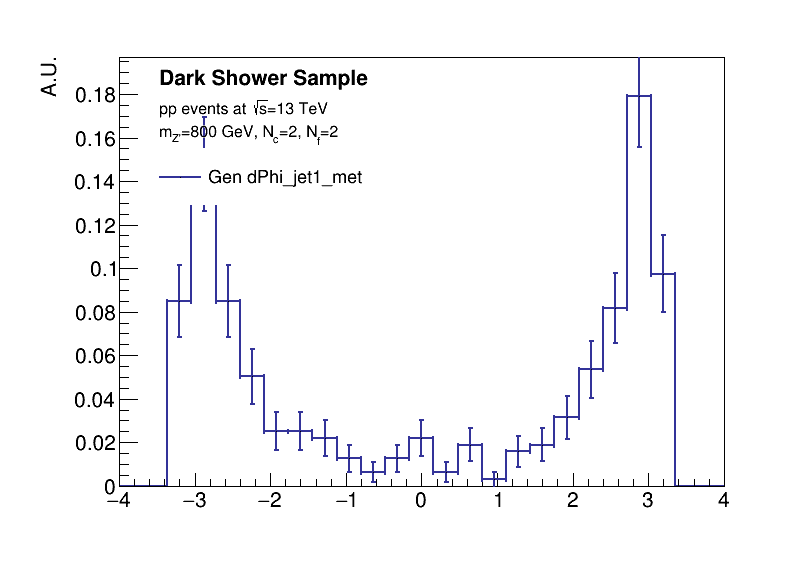 A.U.
Dark Shower Sample
pp events at √s=13 TeV
m_Z'=800 GeV, N_c=2, N_f=2
Gen dPhi_jet1_met
0.18
0.16
0.14
0.12
0.1
0.08
0.06
0.04
0.02
0
−4 −3 −2 −1 0 1 2 3 4